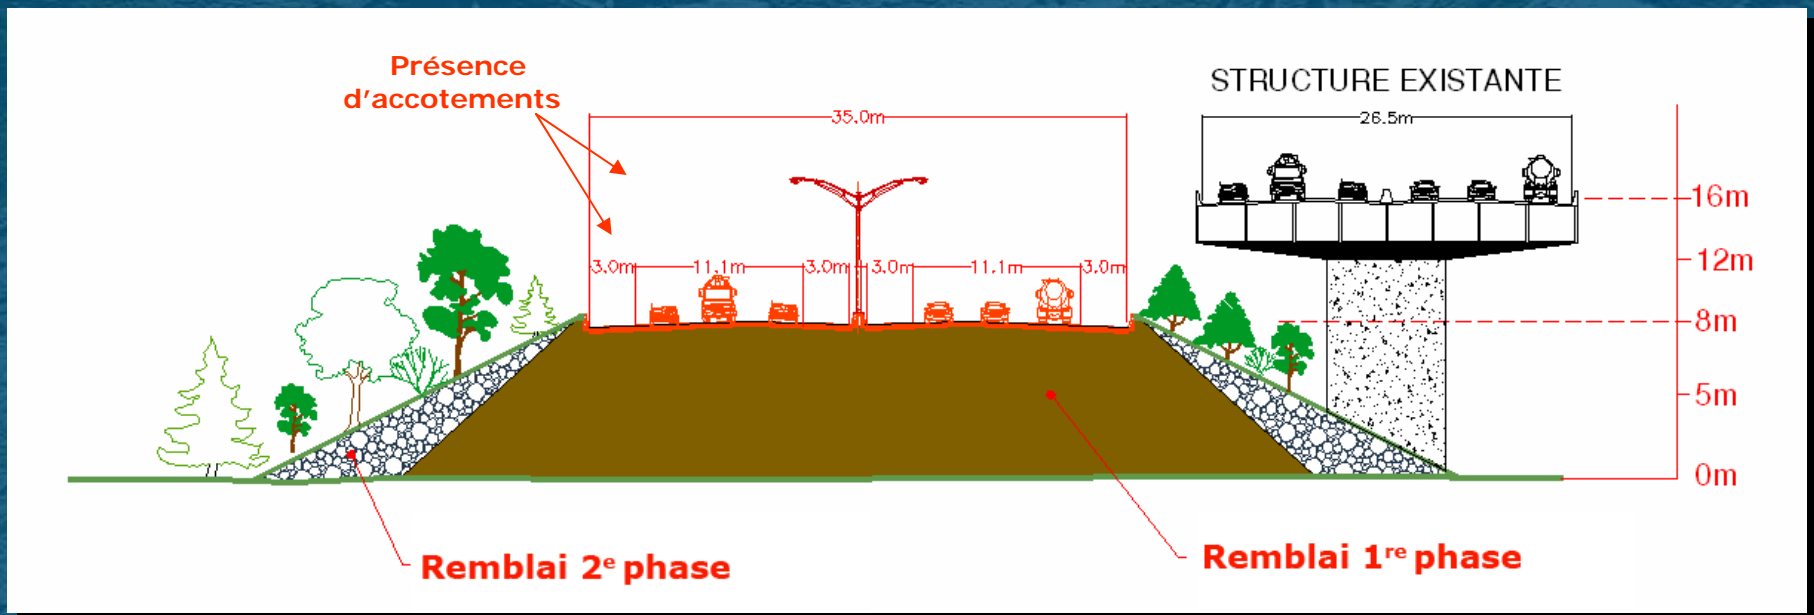 Présence
d'accotements
STRUCTURE EXISTANTE
35.0m
26.5m
16m
12m
3.0m 11.1m 3.0m 3.0m 11.1m 3.0m
8m
5m
0m
Remblai 2e phase
Remblai 1re phase